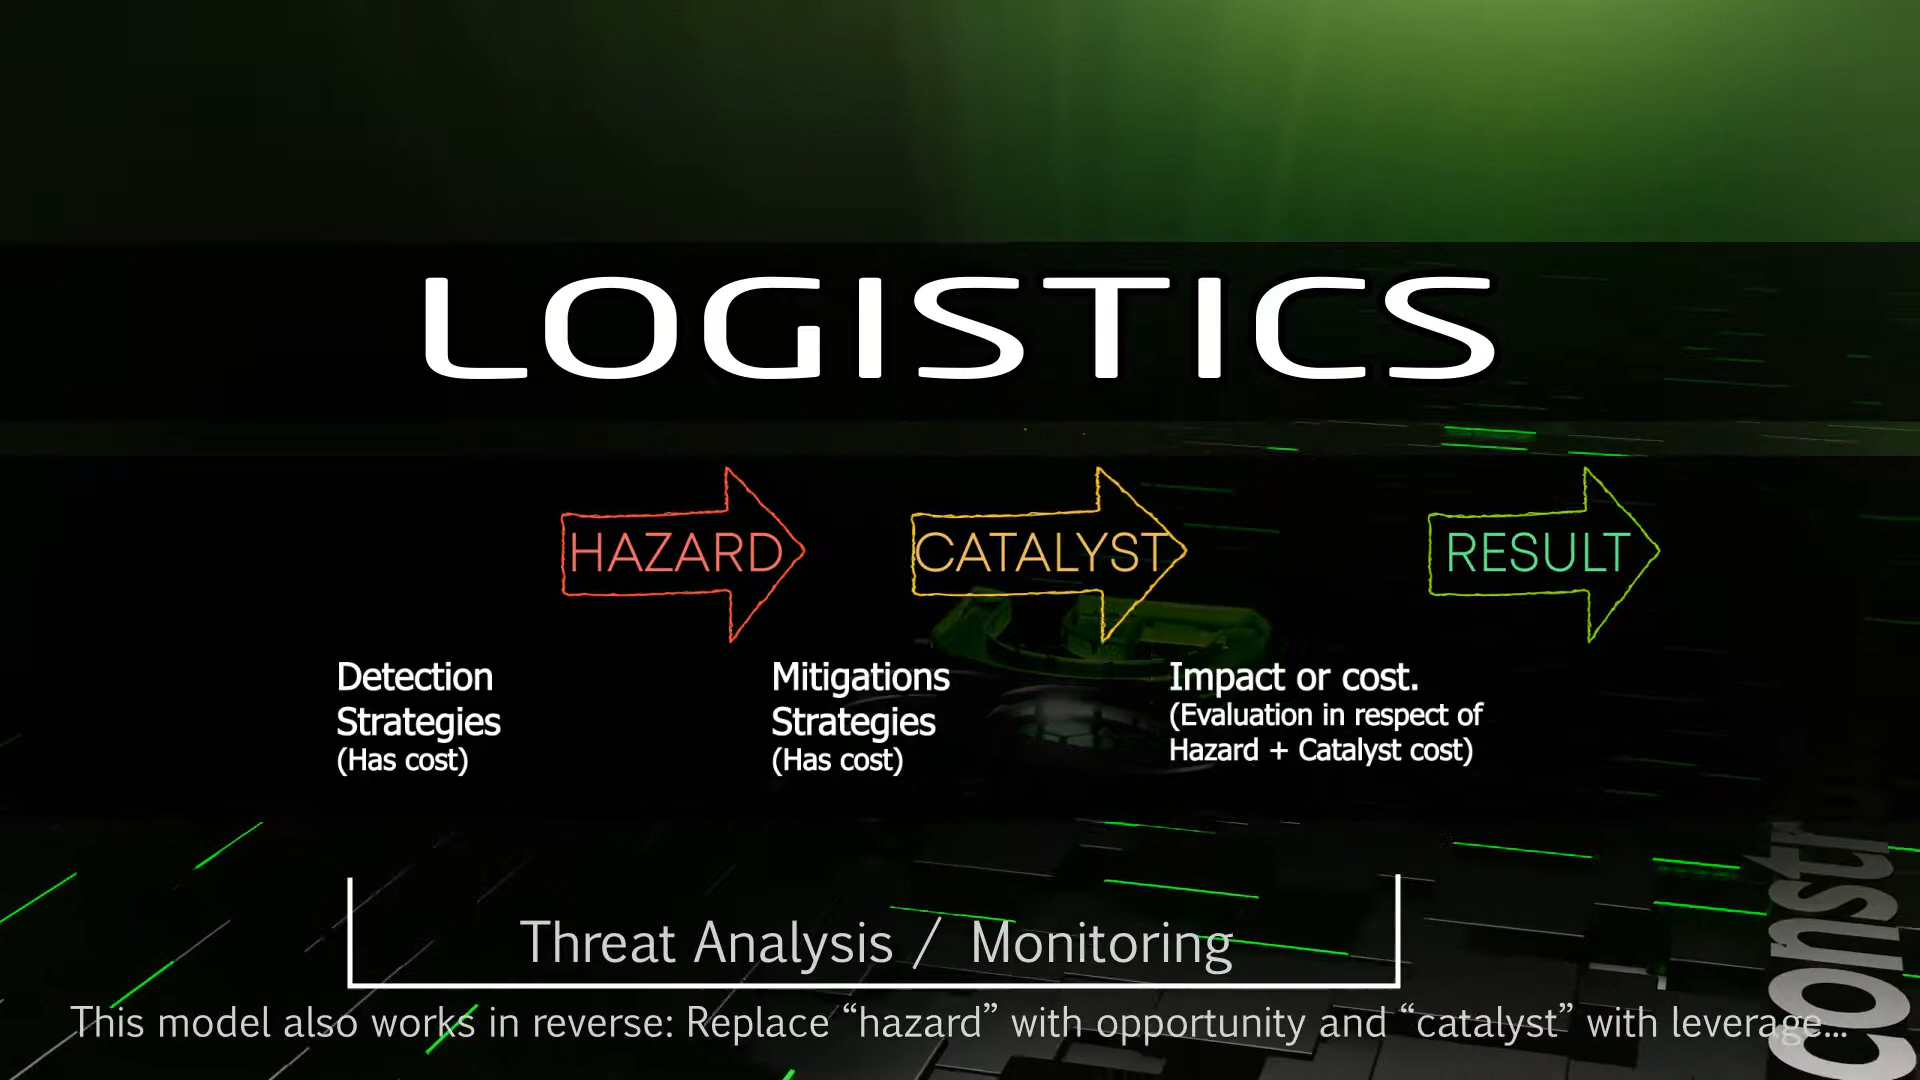 LOGISTICS
HAZARD
CATALYST
RESULT
Detection
Strategies
(Has cost)
Mitigations
Strategies
(Has cost)
Impact or cost.
(Evaluation in respect of
Hazard + Catalyst cost)
Threat Analysis / Monitoring
This model also works in reverse: Replace “hazard” with opportunity and “catalyst” with leverage...
constr